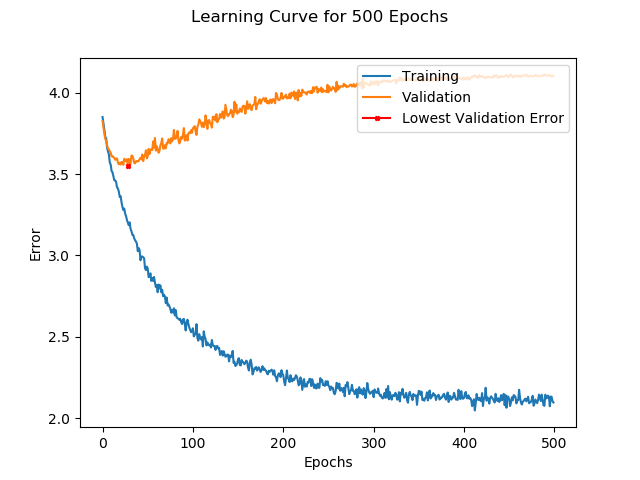 Learning Curve for 500 Epochs
Training
Validation
Lowest Validation Error
Error
4.0
3.5
3.0
2.5
2.0
0 100 200 300 400 500
Epochs